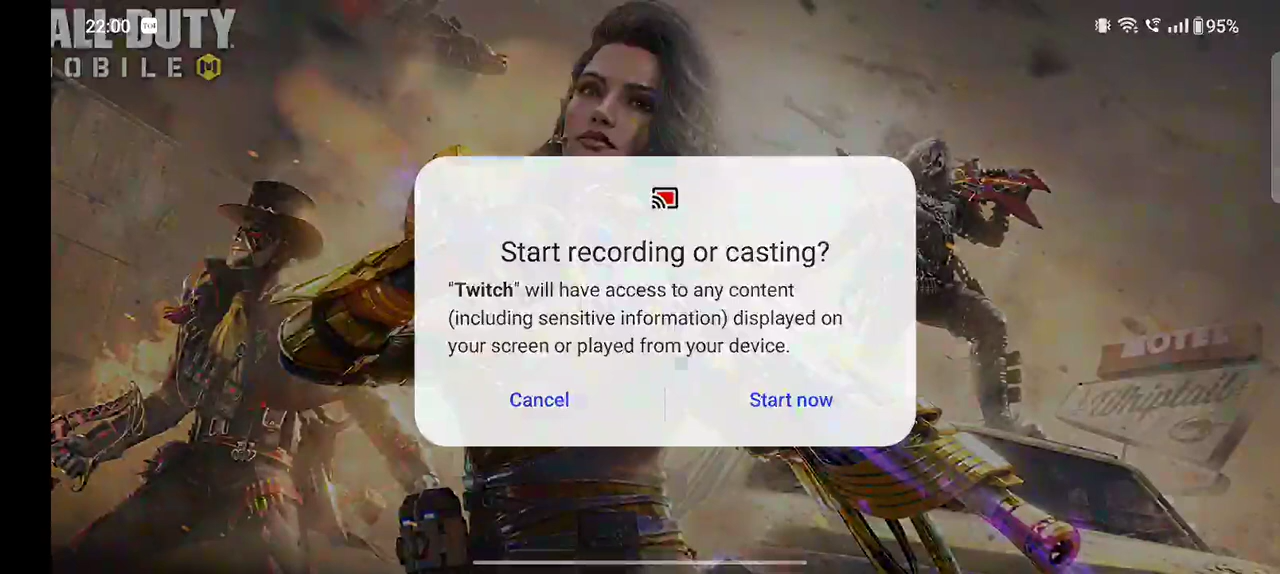 22:00
95%
ALL DUTY.
OBILE
Start recording or casting?
"Twitch" will have access to any content
(including sensitive information) displayed on
your screen or played from your device.
Cancel
Start now
MOTEL
Whiptail